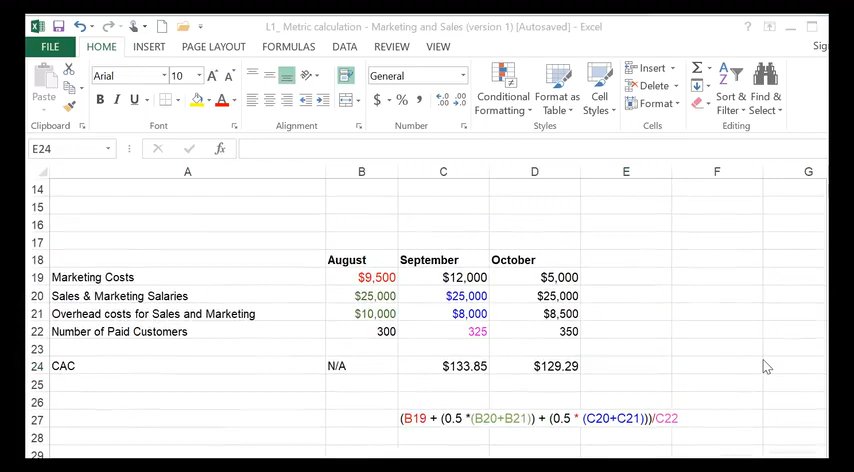 L1_ Metric calculation - Marketing and Sales (version 1) [Autosaved] - Excel
Sig
FILE HOME INSERT PAGE LAYOUT FORMULAS DATA REVIEW VIEW
Paste
Arial 10 A A
B I U A
General
$ % , .00
Conditional Formatting Format as Table Cell Styles
Insert
Delete
Format
Sort & Filter Find & Select
Clipboard Font Alignment Number Styles Cells Editing
E24 fx
A B C D E F G
14
15
16
17
18 August September October
19 Marketing Costs $9,500 $12,000 $5,000
20 Sales & Marketing Salaries $25,000 $25,000 $25,000
21 Overhead costs for Sales and Marketing $10,000 $8,000 $8,500
22 Number of Paid Customers 300 325 350
23
24 CAC N/A $133.85 $129.29
25
26
27 (B19 + (0.5 *(B20+B21)) + (0.5 * (C20+C21)))/C22
28
29